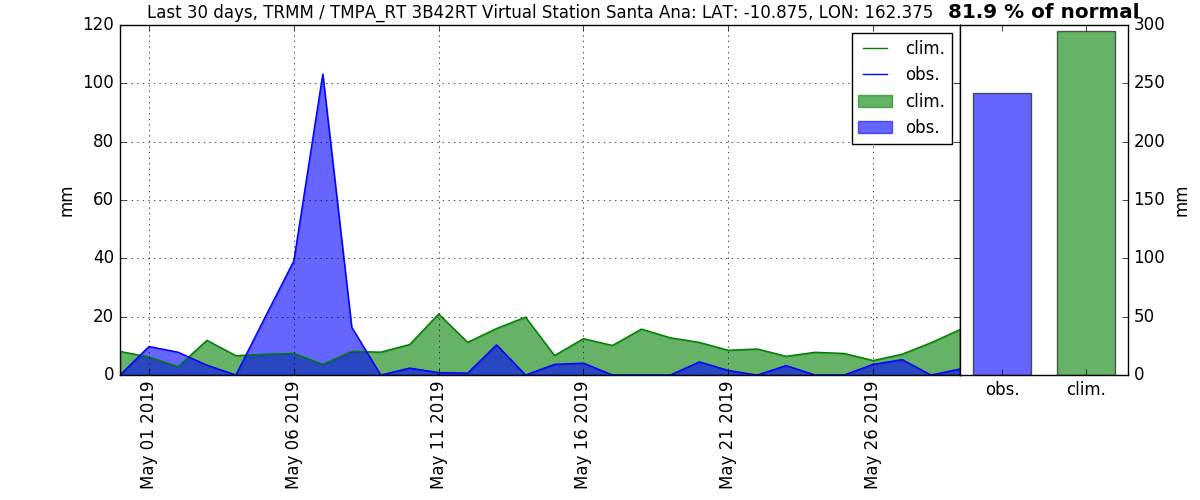 Last 30 days, TRMM / TMPA_RT 3B42RT Virtual Station Santa Ana: LAT: -10.875, LON: 162.375
81.9 % of normal
120
100
80
60
40
20
0
mm
clim.
obs.
clim.
obs.
May 01 2019
May 06 2019
May 11 2019
May 16 2019
May 21 2019
May 26 2019
300
250
200
150
100
50
0
mm
obs.
clim.